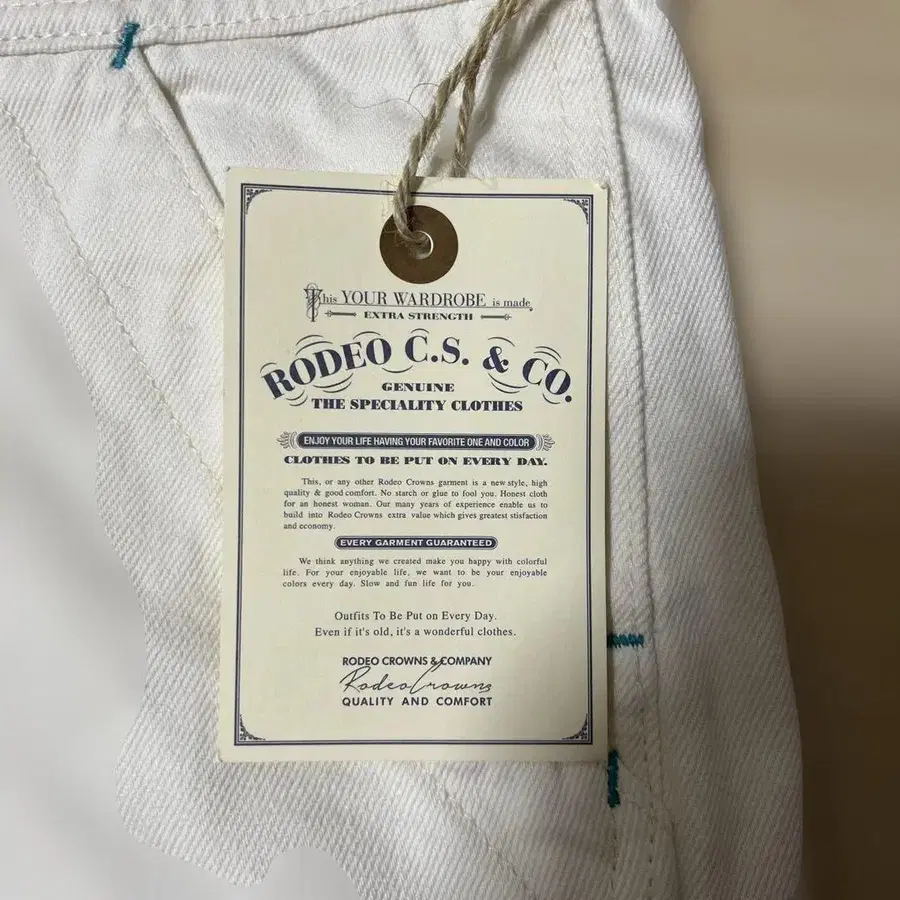 This YOUR WARDROBE is made
EXTRA STRENGTH
RODEO C.S. & CO.
GENUINE
THE SPECIALITY CLOTHES
ENJOY YOUR LIFE HAVING YOUR FAVORITE ONE AND COLOR
CLOTHES TO BE PUT ON EVERY DAY.
This, or any other Rodeo Crowns garment is a new style, high
quality & good comfort. No starch or glue to fool you. Honest cloth
for an honest woman. Our many years of experience enable us to
build into Rodeo Crowns extra value which gives greatest stisfaction
and economy.
EVERY GARMENT GUARANTEED
We think anything we created make you happy with colorful
life. For your enjoyable life, we want to be your enjoyable
colors every day. Slow and fun life for you.
Outfits To Be Put on Every Day.
Even if it's old, it's a wonderful clothes.
RODEO CROWNS & COMPANY
RodeoCrowns
QUALITY AND COMFORT